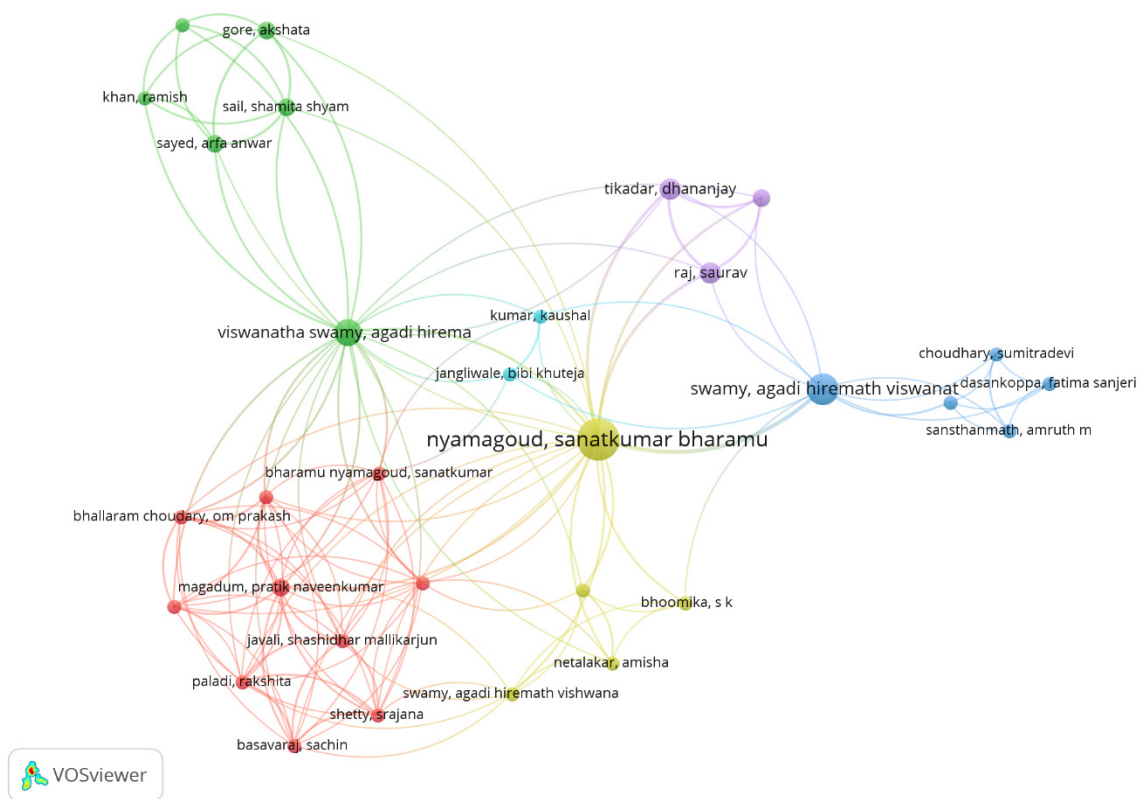 gore, akshata
khan, ramish
sail, shamita shyam
sayed, arfa anwar
tikadar, dhananjay
raj, saurav
kumar, kaushal
viswanatha swamy, agadi hirema
choudhary, sumitradevi
jangliwale, bibi khuteja
swamy, agadi hiremath viswanat
dasankoppa, fatima sanjeri
sansthanmath, amruth m
nyamagoud, sanatkumar bharamu
bharamu nyamagoud, sanatkumar
bhallaram choudary, om prakash
magadum, pratik naveenkumar
bhoomika, s k
javali, shashidhar mallikarjun
netalakar, amisha
paladi, rakshita
swamy, agadi hiremath vishwana
shetty, srajana
basavaraj, sachin
VOSviewer